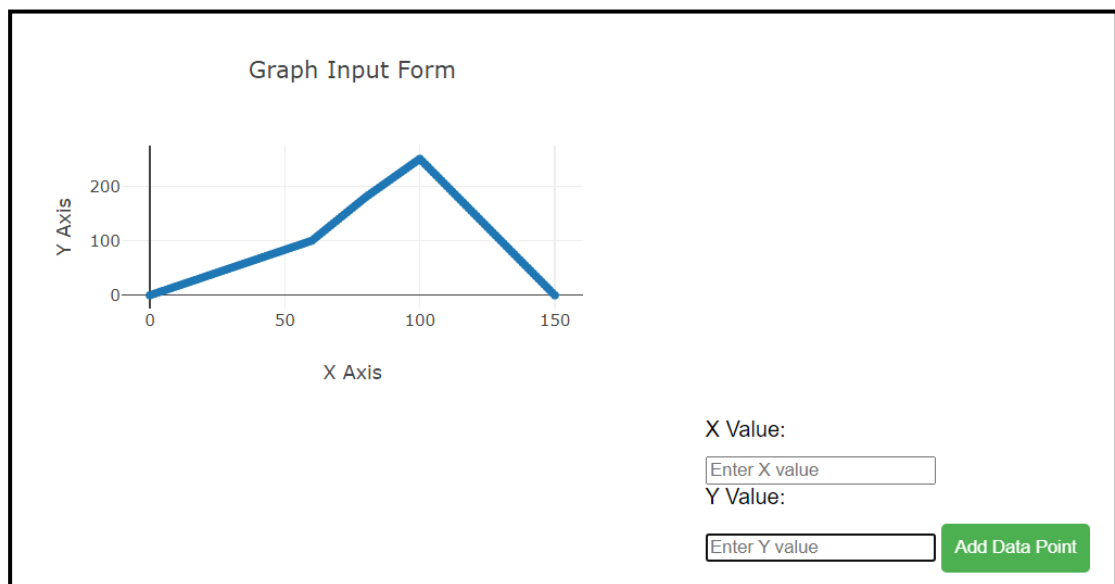 Graph Input Form
Y Axis
200
100
0
0 50 100 150
X Axis
X Value:
Enter X value
Y Value:
Enter Y value Add Data Point